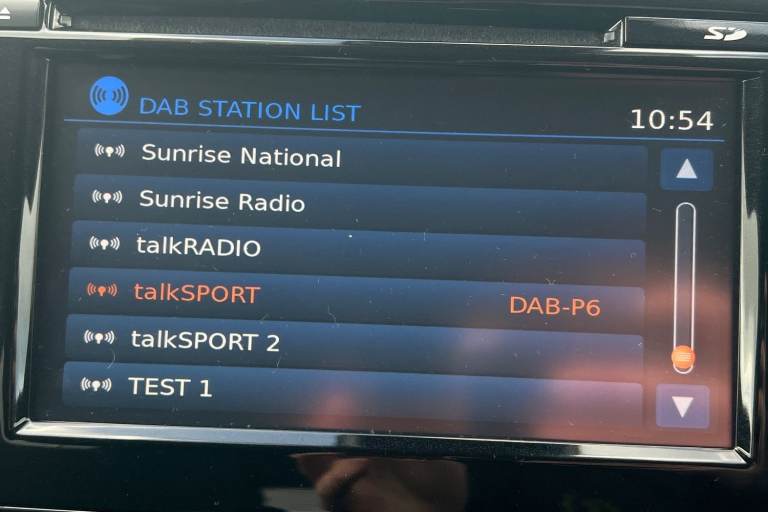 SD
DAB STATION LIST
10:54
Sunrise National
Sunrise Radio
talkRADIO
talkSPORT DAB-P6
talkSPORT 2
TEST 1